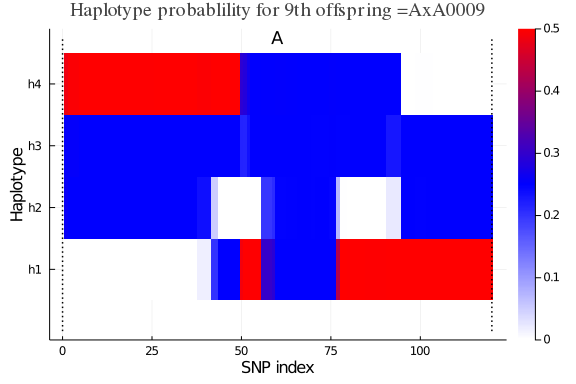 Haplotype probablility for 9th offspring =AxA0009
A
h4
h3
h2
h1
Haplotype
0
25
50
75
100
SNP index
0.5
0.4
0.3
0.2
0.1
0